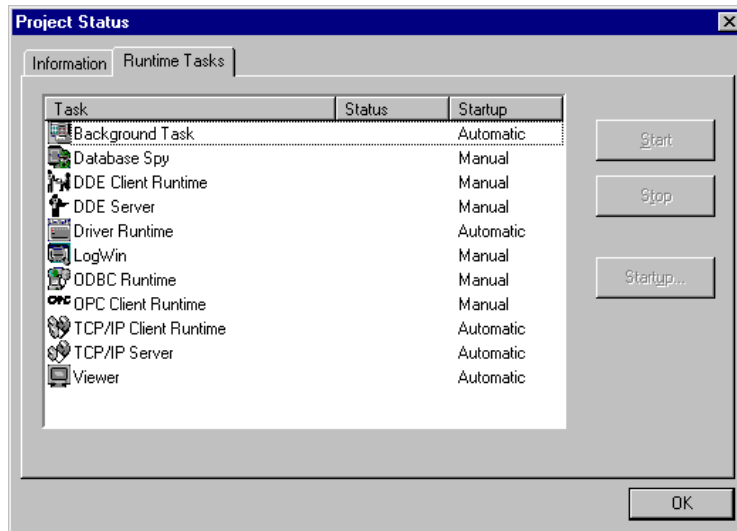 Project Status
Information Runtime Tasks
Task Status Startup
Background Task Automatic
Database Spy Manual
DDE Client Runtime Manual
DDE Server Manual
Driver Runtime Automatic
LogWin Manual
ODBC Runtime Manual
OPC OPC Client Runtime Manual
TCP/IP Client Runtime Automatic
TCP/IP Server Automatic
Viewer Automatic
Start
Stop
Startup...
OK